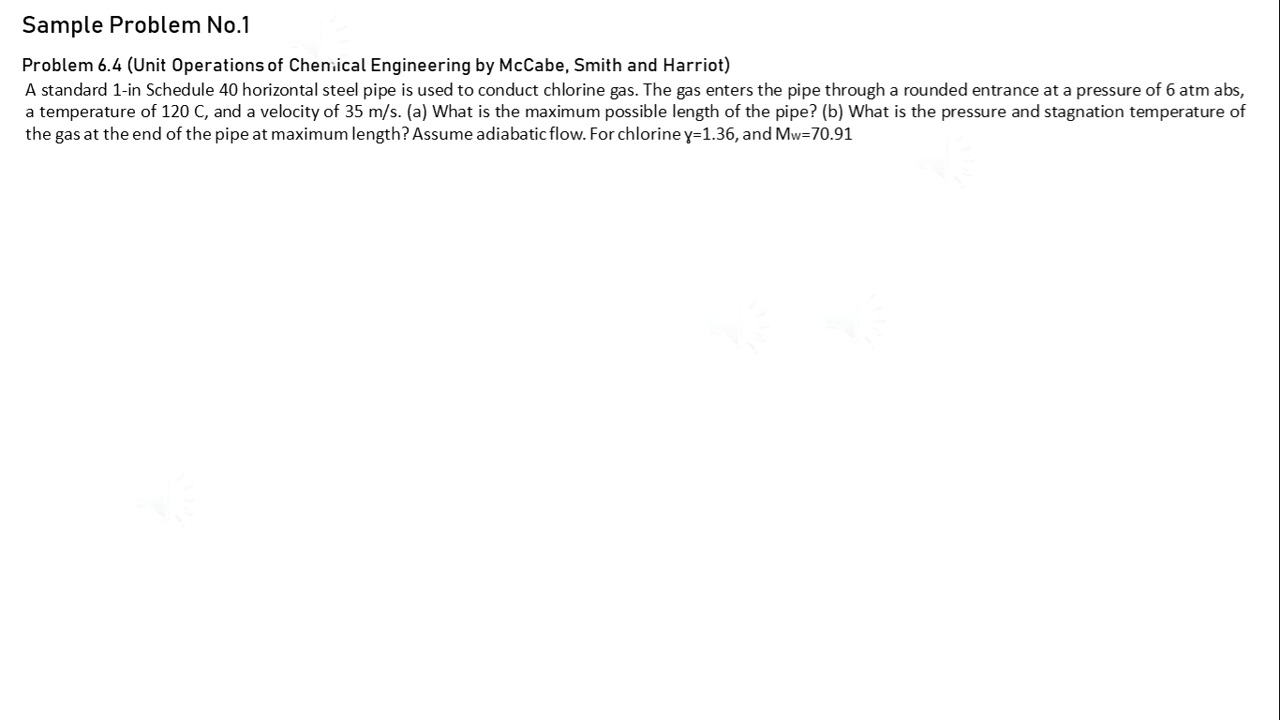 Sample Problem No.1
Problem 6.4 (Unit Operations of Chemical Engineering by McCabe, Smith and Harriot)
A standard 1-in Schedule 40 horizontal steel pipe is used to conduct chlorine gas. The gas enters the pipe through a rounded entrance at a pressure of 6 atm abs,
a temperature of 120 C, and a velocity of 35 m/s. (a) What is the maximum possible length of the pipe? (b) What is the pressure and stagnation temperature of
the gas at the end of the pipe at maximum length? Assume adiabatic flow. For chlorine γ=1.36, and Mw=70.91